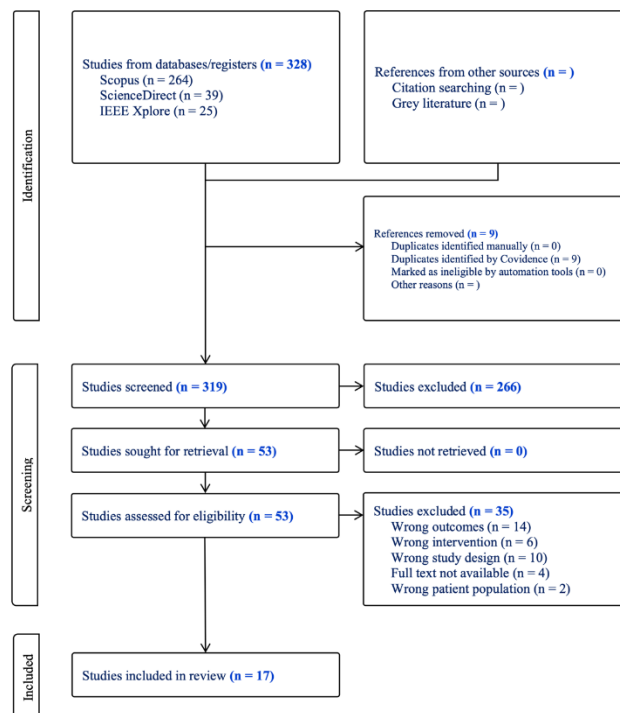 Identification
Studies from databases/registers (n = 328)
Scopus (n = 264)
ScienceDirect (n = 39)
IEEE Xplore (n = 25)
References from other sources (n = )
Citation searching (n = )
Grey literature (n = )
References removed (n = 9)
Duplicates identified manually (n = 0)
Duplicates identified by Covidence (n = 9)
Marked as ineligible by automation tools (n = 0)
Other reasons (n = )
Screening
Studies screened (n = 319)
Studies excluded (n = 266)
Studies sought for retrieval (n = 53)
Studies not retrieved (n = 0)
Studies assessed for eligibility (n = 53)
Studies excluded (n = 35)
Wrong outcomes (n = 14)
Wrong intervention (n = 6)
Wrong study design (n = 10)
Full text not available (n = 4)
Wrong patient population (n = 2)
Included
Studies included in review (n = 17)